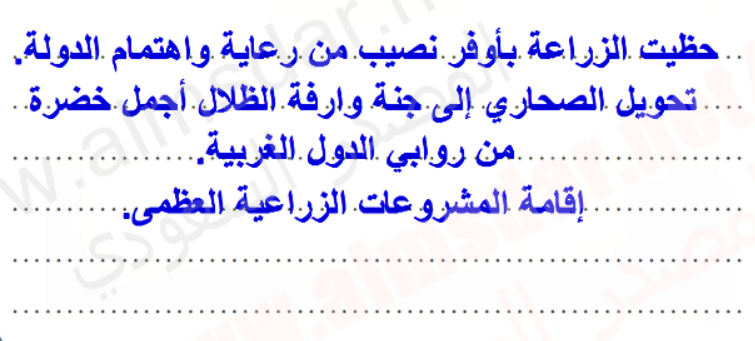 حظيت الزراعة بأوفر نصيب من رعاية واهتمام الدولة.
تحويل الصحاري إلى جنة وارفة الظلال أجمل خضرة
من روابي الدول الغربية.
إقامة المشروعات الزراعية العظمى.